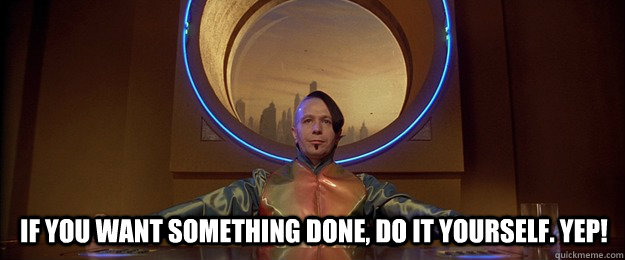 IF YOU WANT SOMETHING DONE, DO IT YOURSELF. YEP!
quickmeme.com